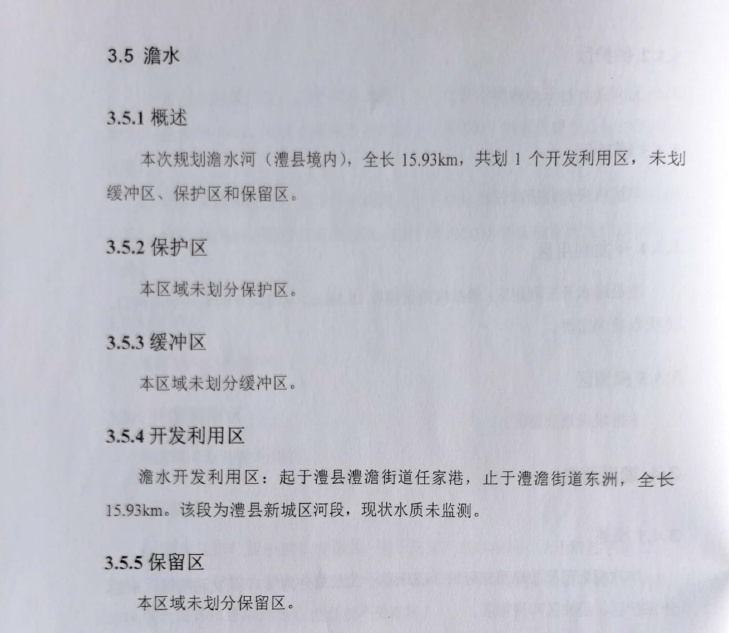 3.5 澹水
3.5.1 概述
本次规划澹水河（澧县境内），全长 15.93km，共划 1 个开发利用区，未划
缓冲区、保护区和保留区。
3.5.2 保护区
本区域未划分保护区。
3.5.3 缓冲区
本区域未划分缓冲区。
3.5.4 开发利用区
澹水开发利用区：起于澧县澧澹街道任家港，止于澧澹街道东洲，全长
15.93km。该段为澧县新城区河段，现状水质未监测。
3.5.5 保留区
本区域未划分保留区。